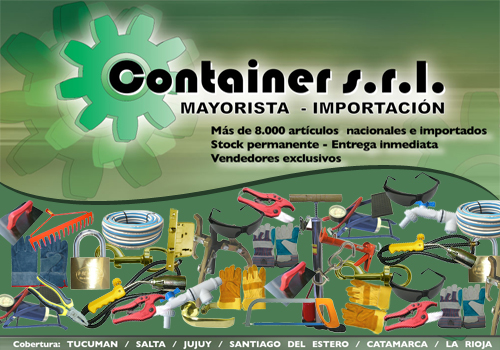 Container s.r.l.
MAYORISTA - IMPORTACIÓN
Más de 8.000 artículos nacionales e importados
Stock permanente - Entrega inmediata
Vendedores exclusivos
Cobertura: TUCUMAN / SALTA / JUJUY / SANTIAGO DEL ESTERO / CATAMARCA / LA RIOJA